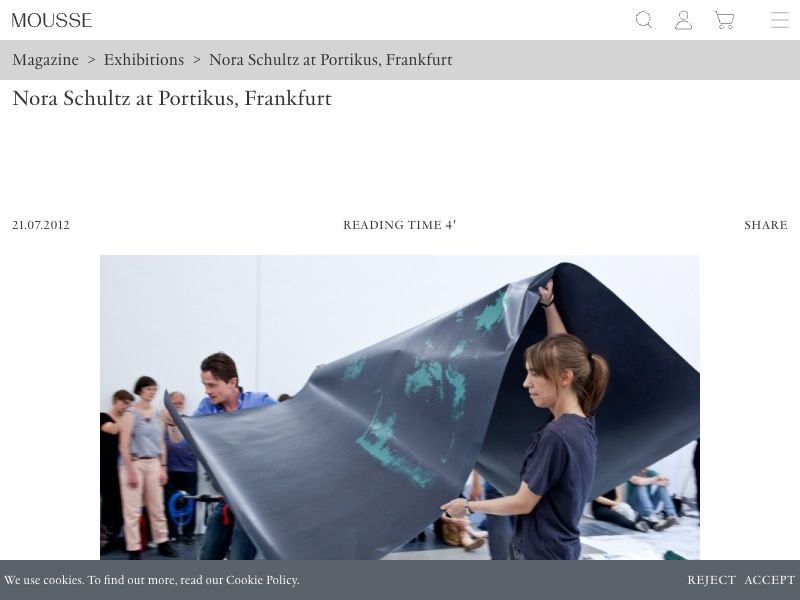 MOUSSE
Magazine > Exhibitions > Nora Schultz at Portikus, Frankfurt
Nora Schultz at Portikus, Frankfurt
21.07.2012 READING TIME 4′ SHARE
We use cookies. To find out more, read our Cookie Policy. REJECT ACCEPT